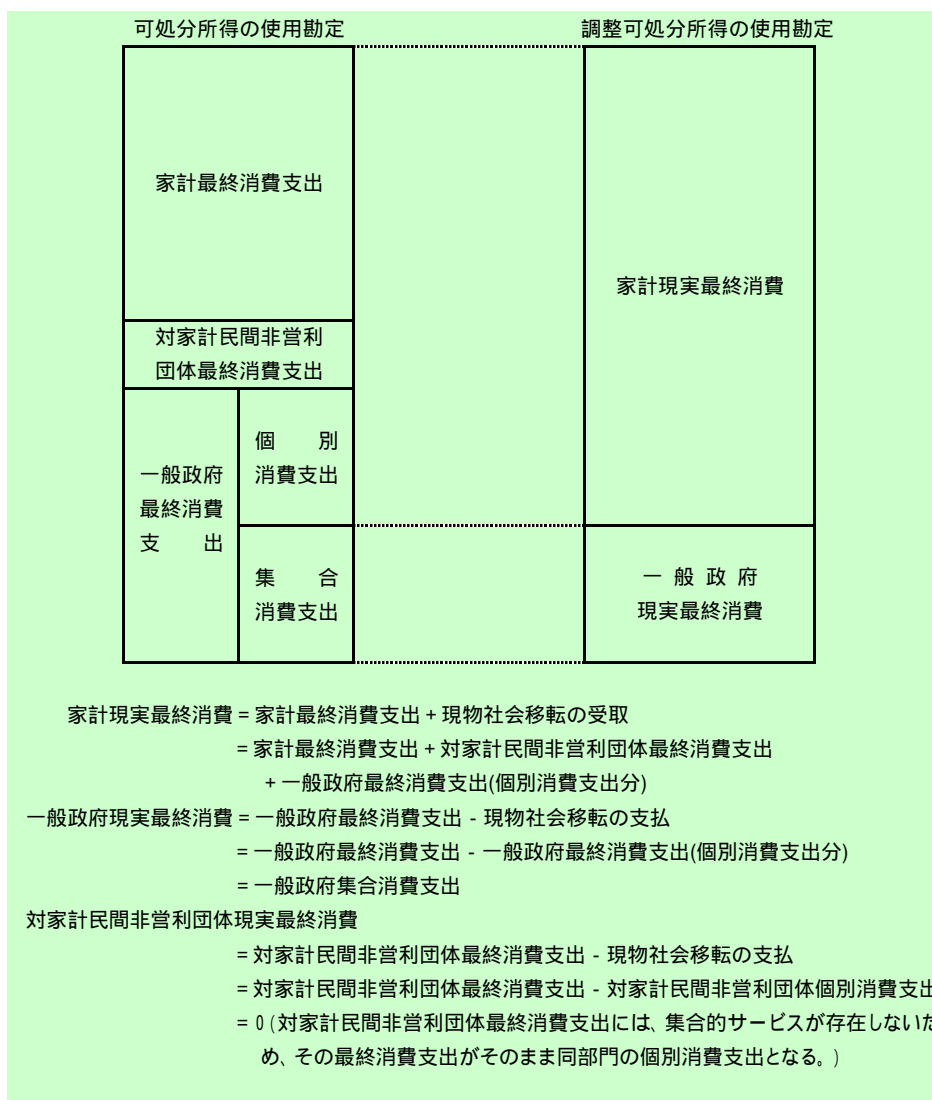 可処分所得の使用勘定
調整可処分所得の使用勘定
家計最終消費支出
家計現実最終消費
対家計民間非営利
団体最終消費支出
一般政府
最終消費
支　　出
個　　別
消費支出
集　　合
消費支出
一 般 政 府
現実最終消費
家計現実最終消費 = 家計最終消費支出 + 現物社会移転の受取
= 家計最終消費支出 + 対家計民間非営利団体最終消費支出
+ 一般政府最終消費支出(個別消費支出分)
一般政府現実最終消費 = 一般政府最終消費支出 - 現物社会移転の支払
= 一般政府最終消費支出 - 一般政府最終消費支出(個別消費支出分)
= 一般政府集合消費支出
対家計民間非営利団体現実最終消費
= 対家計民間非営利団体最終消費支出 - 現物社会移転の支払
= 対家計民間非営利団体最終消費支出 - 対家計民間非営利団体個別消費支出
= 0 (対家計民間非営利団体最終消費支出には、集合的サービスが存在しないた
め、その最終消費支出がそのまま同部門の個別消費支出となる。)